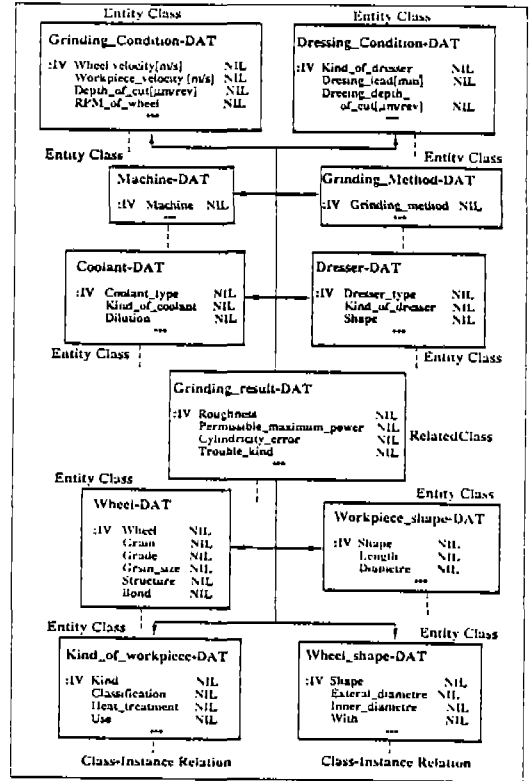 Entity Class
Grinding_Condition-DAT
:IV Wheel velocity[m/s] NIL
Workpiece_velocity [m/s] NIL
Depth_of_cut[μm/rev] NIL
RPM_of_wheel NIL
•••
Entity Class
Dressing_Condition-DAT
:IV Kind_of_dresser NIL
Dresing_lead[mm] NIL
Dreeing_depth_
of_cut[μm/rev] NIL
Entity Class
Machine-DAT
:IV Machine NIL
•••
Entity Class
Grinding_Method-DAT
:IV Grinding_method NIL
•••
Coolant-DAT
:IV Coolant_type NIL
Kind_of_coolant NIL
Dilution NIL
•••
Entity Class
Dresser-DAT
:IV Dresser_type NIL
Kind_of_dresser NIL
Shape NIL
•••
Entity Class
Grinding_result-DAT
:IV Roughness NIL
Permissible_maximum_power NIL
Cylindricity_error NIL
Trouble_kind NIL
•••
RelatedClass
Entity Class
Wheel-DAT
:IV Wheel NIL
Grain NIL
Grade NIL
Grain_size NIL
Structure NIL
Bond NIL
Entity Class
Workpiece_shape-DAT
:IV Shape NIL
Length NIL
Diametre NIL
•••
Entity Class
Kind_of_workpiece-DAT
:IV Kind NIL
Classification NIL
Heat_treatment NIL
Use NIL
•••
Entity Class
Wheel_shape-DAT
:IV Shape NIL
Exteral_diametre NIL
Inner_diametre NIL
With NIL
•••
Class-Instance Relation
Class-Instance Relation